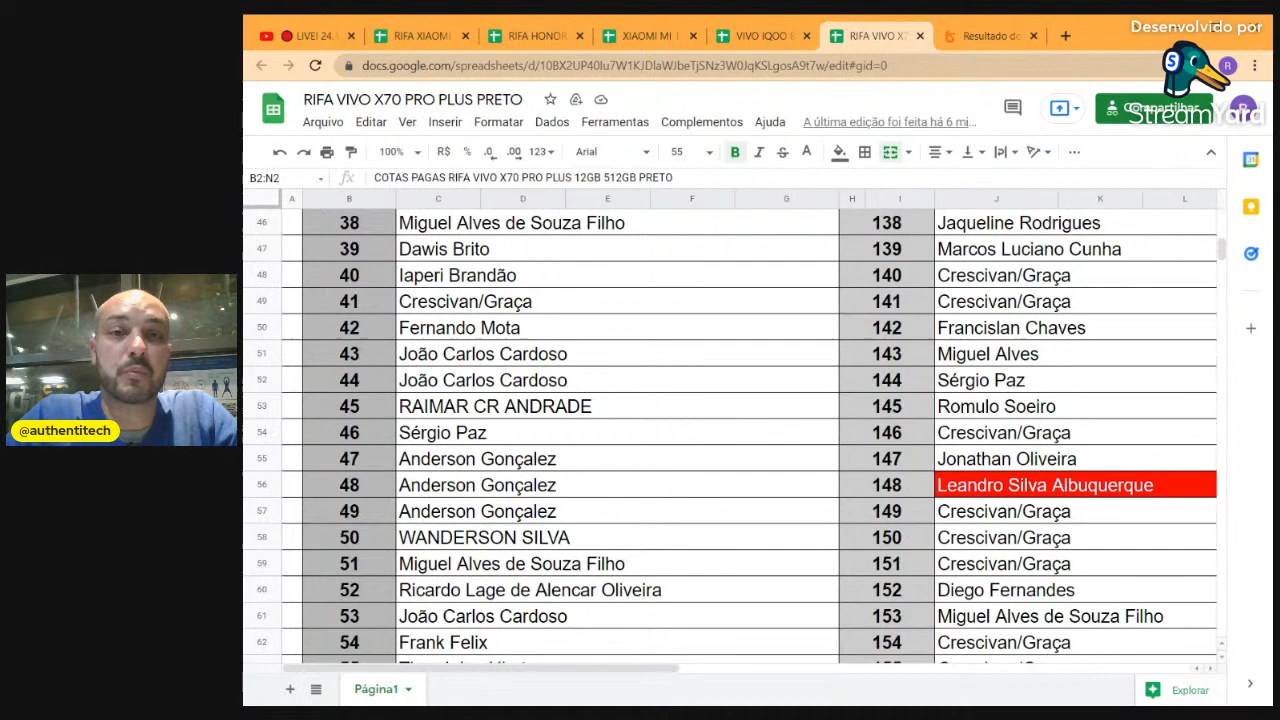 Desenvolvido por
StreamYard
LIVE! 24.
RIFA XIAOMI
RIFA HONOR
XIAOMI MI
VIVO IQOO 8
RIFA VIVO X7
Resultado do
docs.google.com/spreadsheets/d/10BX2UP40Iu7W1KJDlaWJbeTjSNz3W0JqKSLgosA9t7w/edit#gid=0
R
RIFA VIVO X70 PRO PLUS PRETO
Arquivo Editar Ver Inserir Formatar Dados Ferramentas Complementos Ajuda A última edição foi feita há 6 mi...
Compartilhar
100% R$ % .0 .00 123 Arial 55 B I S A
B2:N2 fx COTAS PAGAS RIFA VIVO X70 PRO PLUS 12GB 512GB PRETO
A B C D E F G H I J K L
46 38 Miguel Alves de Souza Filho 138 Jaqueline Rodrigues
47 39 Dawis Brito 139 Marcos Luciano Cunha
48 40 Iaperi Brandão 140 Crescivan/Graça
49 41 Crescivan/Graça 141 Crescivan/Graça
50 42 Fernando Mota 142 Francislan Chaves
51 43 João Carlos Cardoso 143 Miguel Alves
52 44 João Carlos Cardoso 144 Sérgio Paz
53 45 RAIMAR CR ANDRADE 145 Romulo Soeiro
54 46 Sérgio Paz 146 Crescivan/Graça
55 47 Anderson Gonçalez 147 Jonathan Oliveira
56 48 Anderson Gonçalez 148 Leandro Silva Albuquerque
57 49 Anderson Gonçalez 149 Crescivan/Graça
58 50 WANDERSON SILVA 150 Crescivan/Graça
59 51 Miguel Alves de Souza Filho 151 Crescivan/Graça
60 52 Ricardo Lage de Alencar Oliveira 152 Diego Fernandes
61 53 João Carlos Cardoso 153 Miguel Alves de Souza Filho
62 54 Frank Felix 154 Crescivan/Graça
@authentitech
Página1
Explorar